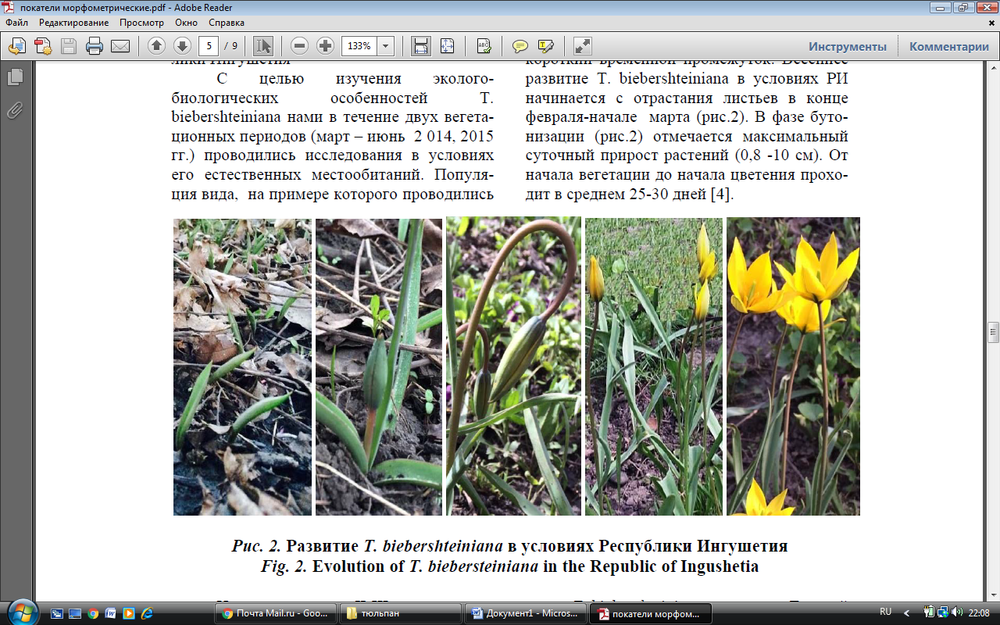 покатели морфометрические.pdf - Adobe Reader
Файл Редактирование Просмотр Окно Справка
5 / 9 133% Инструменты Комментарии
лики Ингушетия
С целью изучения эколого-
биологических особенностей T.
biebershteiniana нами в течение двух вегета-
ционных периодов (март – июнь 2 014, 2015
гг.) проводились исследования в условиях
его естественных местообитаний. Популя-
ция вида, на примере которого проводились
короткий временной промежуток. Весеннее
развитие T. biebershteiniana в условиях РИ
начинается с отрастания листьев в конце
февраля-начале марта (рис.2). В фазе буто-
низации (рис.2) отмечается максимальный
суточный прирост растений (0,8 -10 см). От
начала вегетации до начала цветения прохо-
дит в среднем 25-30 дней [4].
Рис. 2. Развитие T. biebershteiniana в условиях Республики Ингушетия
Fig. 2. Evolution of T. biebersteiniana in the Republic of Ingushetia
Почта Mail.ru - Goo... тюльпан Документ1 - Micros... покатели морфом... RU 22:08